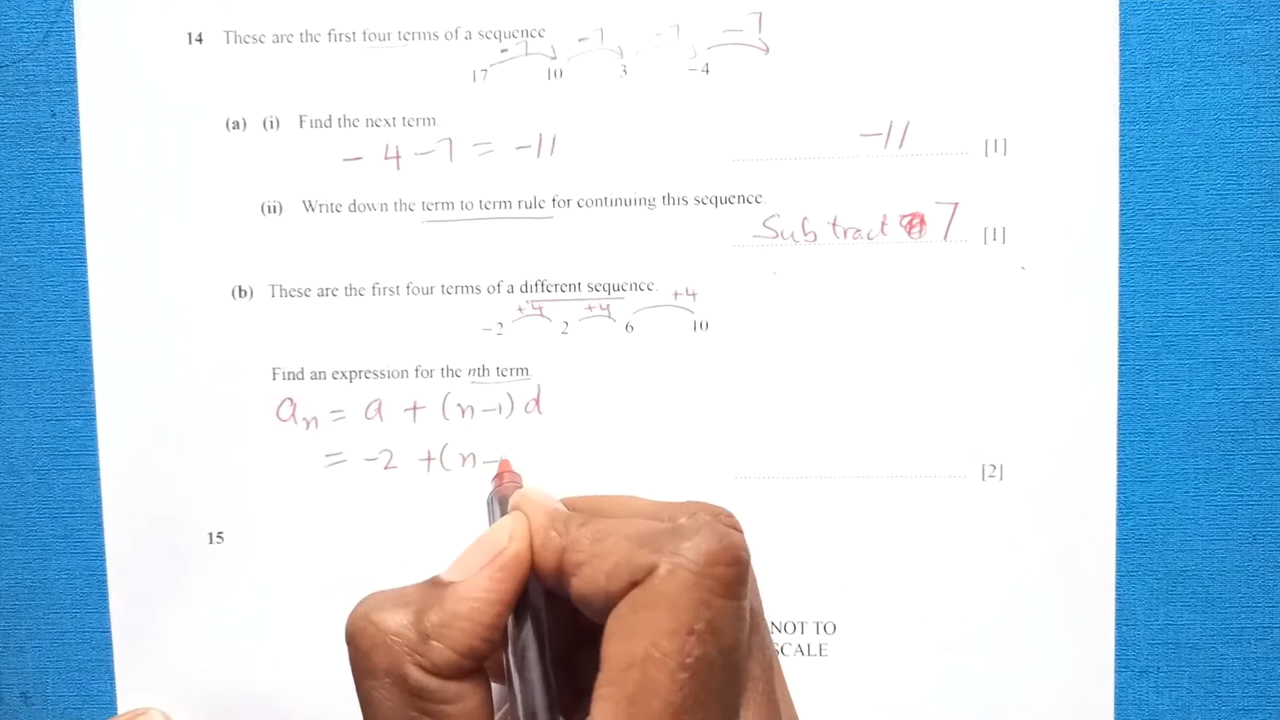 14 These are the first four terms of a sequence
-7 -7 -7 -7
17 10 3 -4
(a) (i) Find the next term
-4-7 = -11 -11 [1]
(ii) Write down the term to term rule for continuing this sequence.
Subtract 7 [1]
(b) These are the first four terms of a different sequence.
+4 +4 +4
-2 2 6 10
Find an expression for the nth term.
an = a + (n-1)d
= -2 +(n-
[2]
15
NOT TO
SCALE